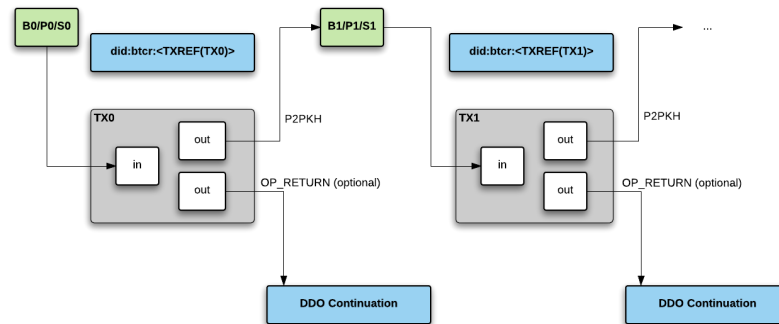 B0/P0/S0
B1/P1/S1
...
did:btcr:<TXREF(TX0)>
did:btcr:<TXREF(TX1)>
TX0
in
out
out
P2PKH
OP_RETURN (optional)
TX1
in
out
out
P2PKH
OP_RETURN (optional)
DDO Continuation
DDO Continuation